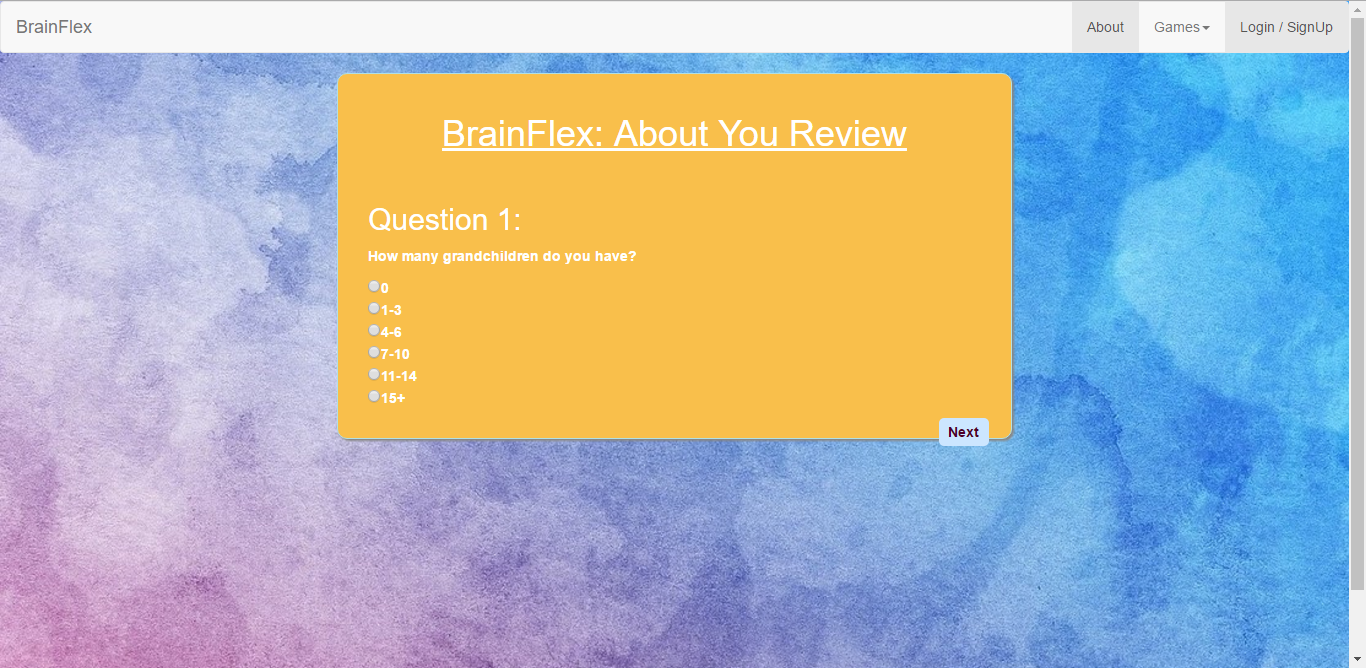 BrainFlex About Games Login / SignUp
BrainFlex: About You Review
Question 1:
How many grandchildren do you have?
0
1-3
4-6
7-10
11-14
15+
Next